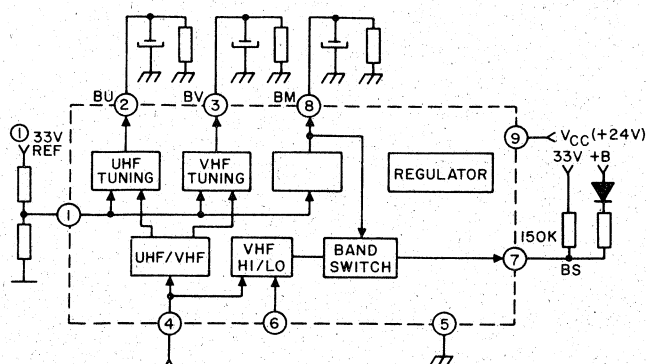 BU 2
BV 3
BM 8
1 33V
REF
9 VCC (+24V)
33V +B
UHF
TUNING
VHF
TUNING
REGULATOR
1
150K
UHF/VHF
VHF
HI/LO
BAND
SWITCH
7
BS
4
6
5